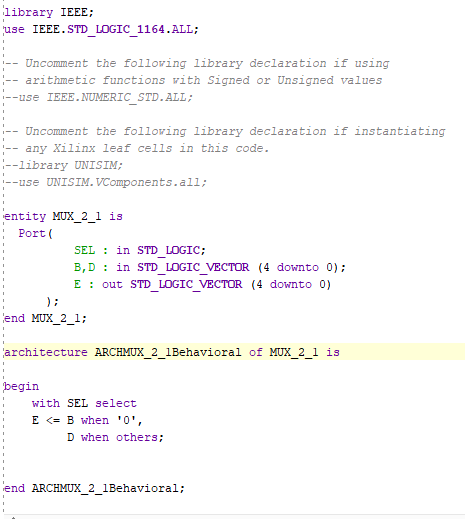 library IEEE;
use IEEE.STD_LOGIC_1164.ALL;
-- Uncomment the following library declaration if using
-- arithmetic functions with Signed or Unsigned values
--use IEEE.NUMERIC_STD.ALL;
-- Uncomment the following library declaration if instantiating
-- any Xilinx leaf cells in this code.
--library UNISIM;
--use UNISIM.VComponents.all;
entity MUX_2_1 is
Port(
SEL : in STD_LOGIC;
B,D : in STD_LOGIC_VECTOR (4 downto 0);
E : out STD_LOGIC_VECTOR (4 downto 0)
);
end MUX_2_1;
architecture ARCHMUX_2_1Behavioral of MUX_2_1 is
begin
with SEL select
E <= B when '0',
D when others;
end ARCHMUX_2_1Behavioral;